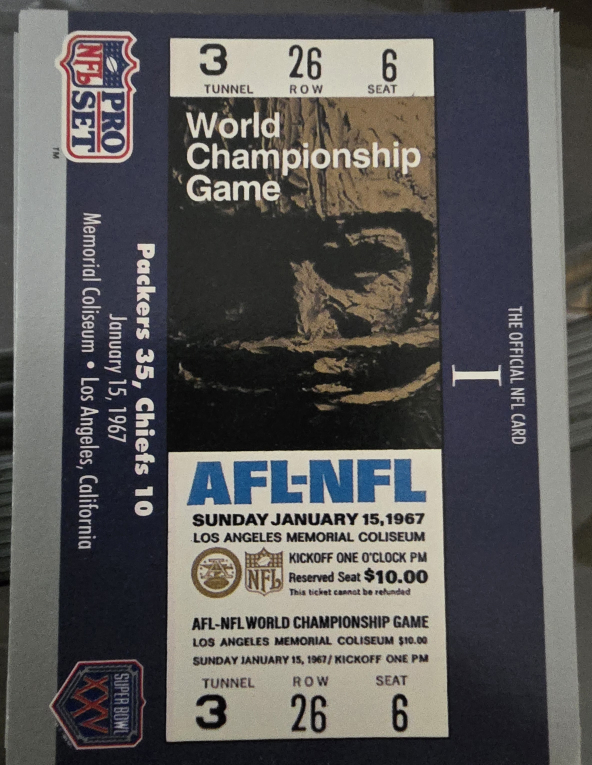 3 26 6
TUNNEL ROW SEAT
World
Championship
Game
AFL-NFL
SUNDAY JANUARY 15, 1967
LOS ANGELES MEMORIAL COLISEUM
NFL
KICKOFF ONE O'CLOCK PM
Reserved Seat $10.00
This ticket cannot be refunded
AFL-NFL WORLD CHAMPIONSHIP GAME
LOS ANGELES MEMORIAL COLISEUM $10.00
SUNDAY JANUARY 15, 1967/ KICKOFF ONE PM
TUNNEL ROW SEAT
3 26 6
THE OFFICIAL NFL CARD
I
NFL PRO SET
TM
Packers 35, Chiefs 10
January 15, 1967
Memorial Coliseum • Los Angeles, California
SUPER BOWL
XXV